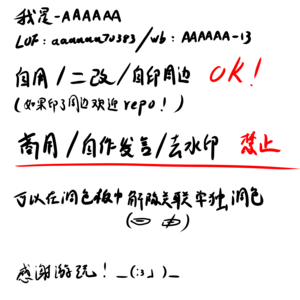 我是-AAAAAA
LOF：aaaaaa70383/wb：AAAAAA-13
自用/二改/自印周边 OK！
(如果印了周边欢迎repo！)
商用/自作发言/去水印 禁止
可以在调色板中解除关联单独调色
感谢游玩！_(:3」)_